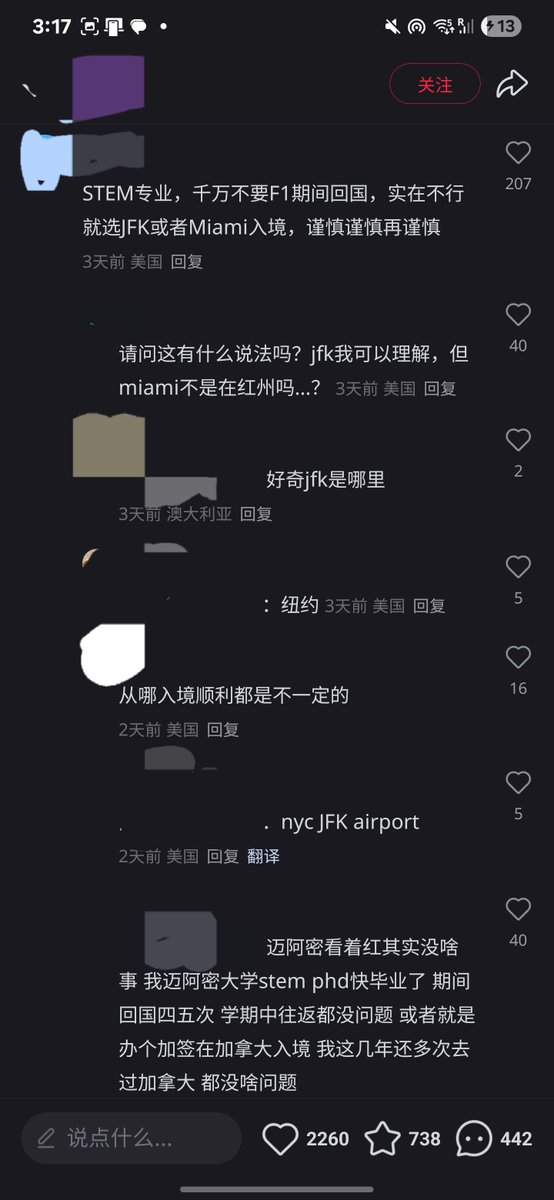 3:17
13
关注
STEM专业，千万不要F1期间回国，实在不行
就选JFK或者Miami入境，谨慎谨慎再谨慎
3天前 美国 回复
207
请问这有什么说法吗？jfk我可以理解，但
miami不是在红州吗...？ 3天前 美国 回复
40
好奇jfk是哪里
3天前 澳大利亚 回复
2
：纽约 3天前 美国 回复
5
从哪入境顺利都是不一定的
2天前 美国 回复
16
. nyc JFK airport
2天前 美国 回复 翻译
5
迈阿密看着红其实没啥
事 我迈阿密大学stem phd快毕业了 期间
回国四五次 学期中往返都没问题 或者就是
办个加签在加拿大入境 我这几年还多次去
过加拿大 都没啥问题
40
说点什么...
2260
738
442